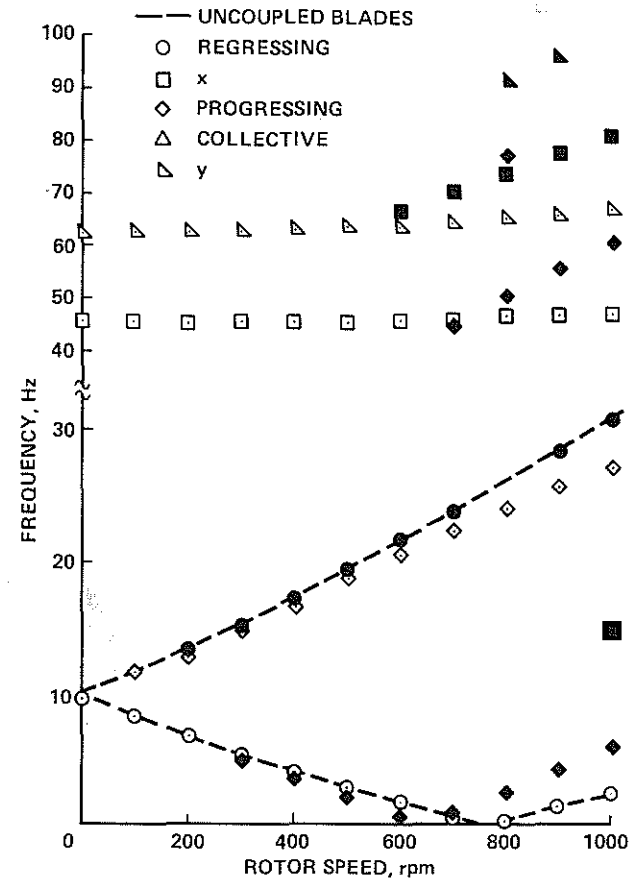 UNCOUPLED BLADES
REGRESSING
x
PROGRESSING
COLLECTIVE
y
100
90
80
70
60
50
40
30
20
10
FREQUENCY, Hz
0 200 400 600 800 1000
ROTOR SPEED, rpm